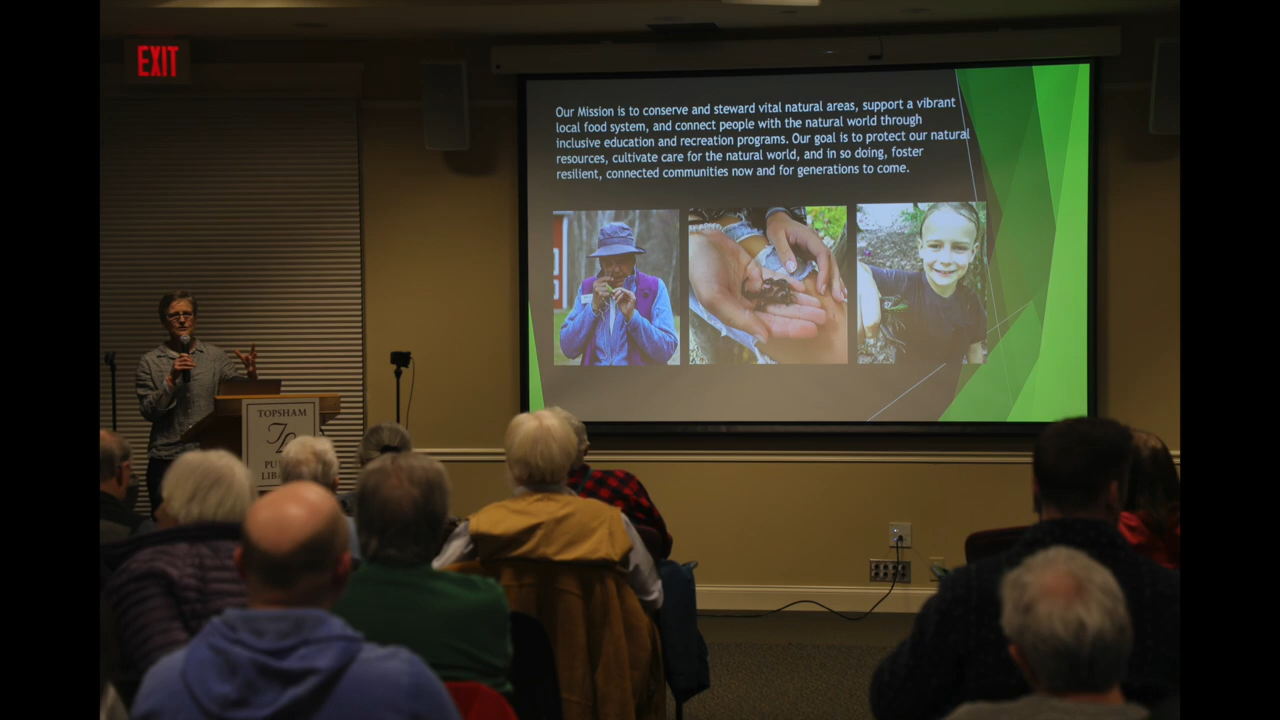 EXIT
Our Mission is to conserve and steward vital natural areas, support a vibrant
local food system, and connect people with the natural world through
inclusive education and recreation programs. Our goal is to protect our natural
resources, cultivate care for the natural world, and in so doing, foster
resilient, connected communities now and for generations to come.
TOPSHAM